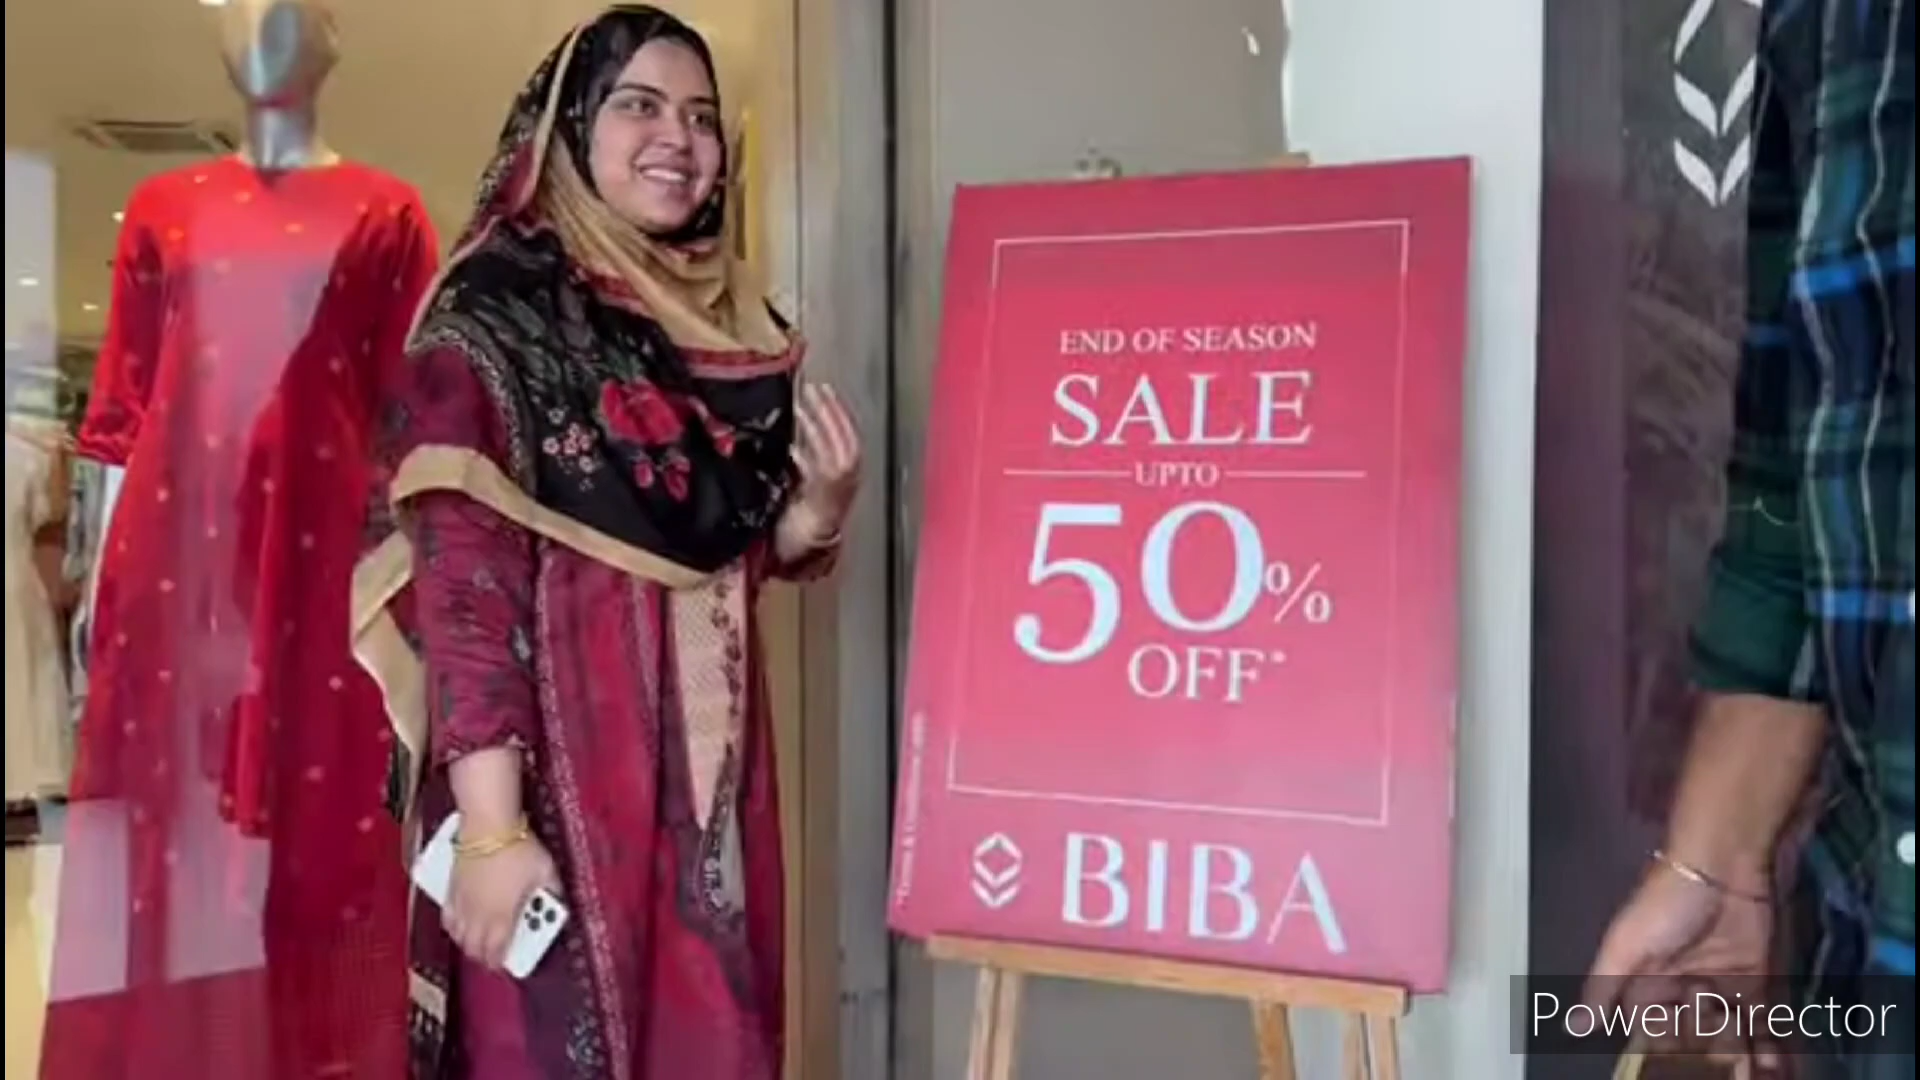 END OF SEASON
SALE
UPTO
50%
OFF*
BIBA
PowerDirector